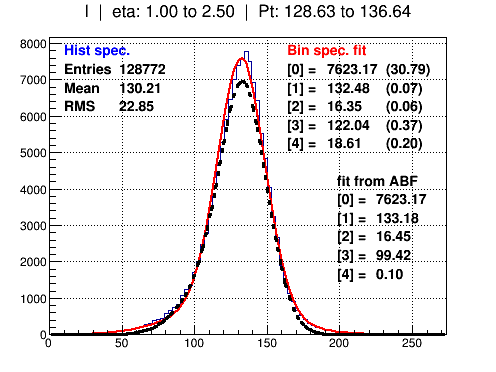 I | eta: 1.00 to 2.50 | Pt: 128.63 to 136.64
Hist spec.
Entries 128772
Mean 130.21
RMS 22.85
Bin spec. fit
[0] = 7623.17 (30.79)
[1] = 132.48 (0.07)
[2] = 16.35 (0.06)
[3] = 122.04 (0.37)
[4] = 18.61 (0.20)
fit from ABF
[0] = 7623.17
[1] = 133.18
[2] = 16.45
[3] = 99.42
[4] = 0.10
8000
7000
6000
5000
4000
3000
2000
1000
0
0 50 100 150 200 250